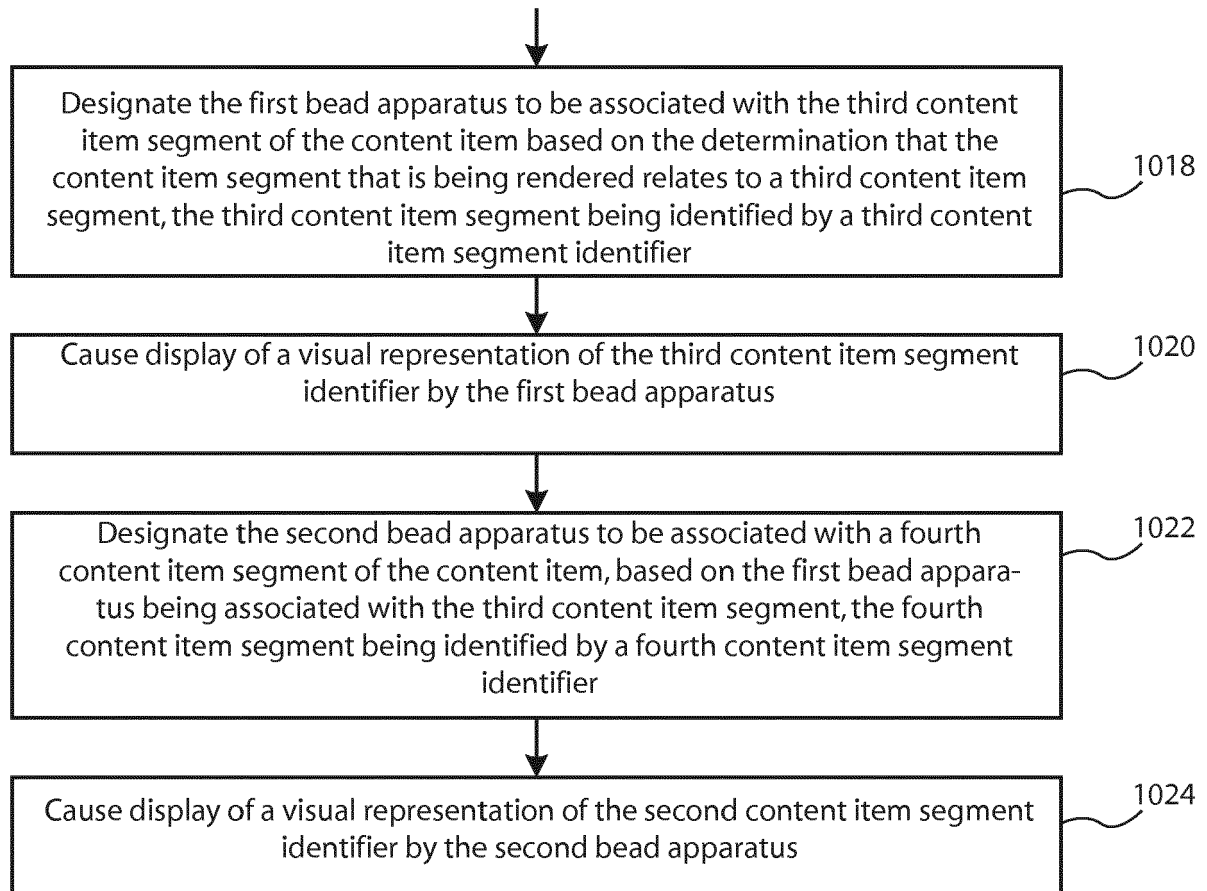 Designate the first bead apparatus to be associated with the third content
item segment of the content item based on the determination that the
content item segment that is being rendered relates to a third content item
segment, the third content item segment being identified by a third content
item segment identifier
1018
Cause display of a visual representation of the third content item segment
identifier by the first bead apparatus
1020
Designate the second bead apparatus to be associated with a fourth
content item segment of the content item, based on the first bead appara-
tus being associated with the third content item segment, the fourth
content item segment being identified by a fourth content item segment
identifier
1022
Cause display of a visual representation of the second content item segment
identifier by the second bead apparatus
1024